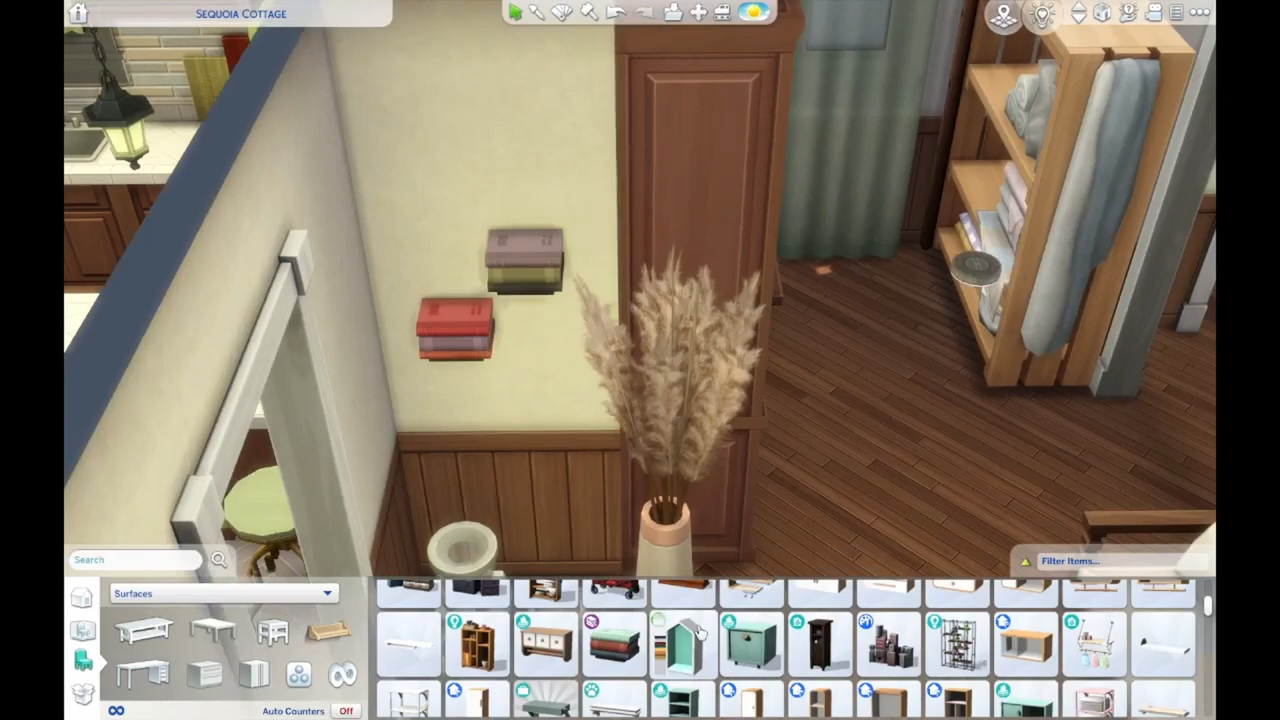 SEQUOIA COTTAGE
Search
Filter Items...
Surfaces
Auto Counters
Off